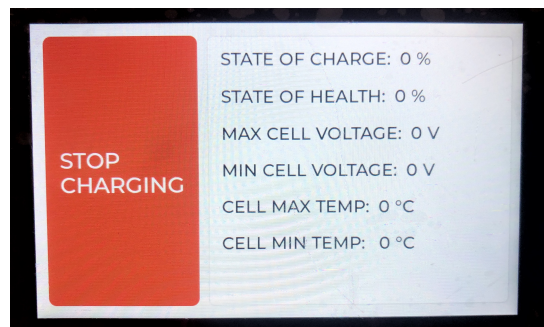 STOP
CHARGING
STATE OF CHARGE: 0 %
STATE OF HEALTH: 0 %
MAX CELL VOLTAGE: 0 V
MIN CELL VOLTAGE: 0 V
CELL MAX TEMP: 0 °C
CELL MIN TEMP: 0 °C